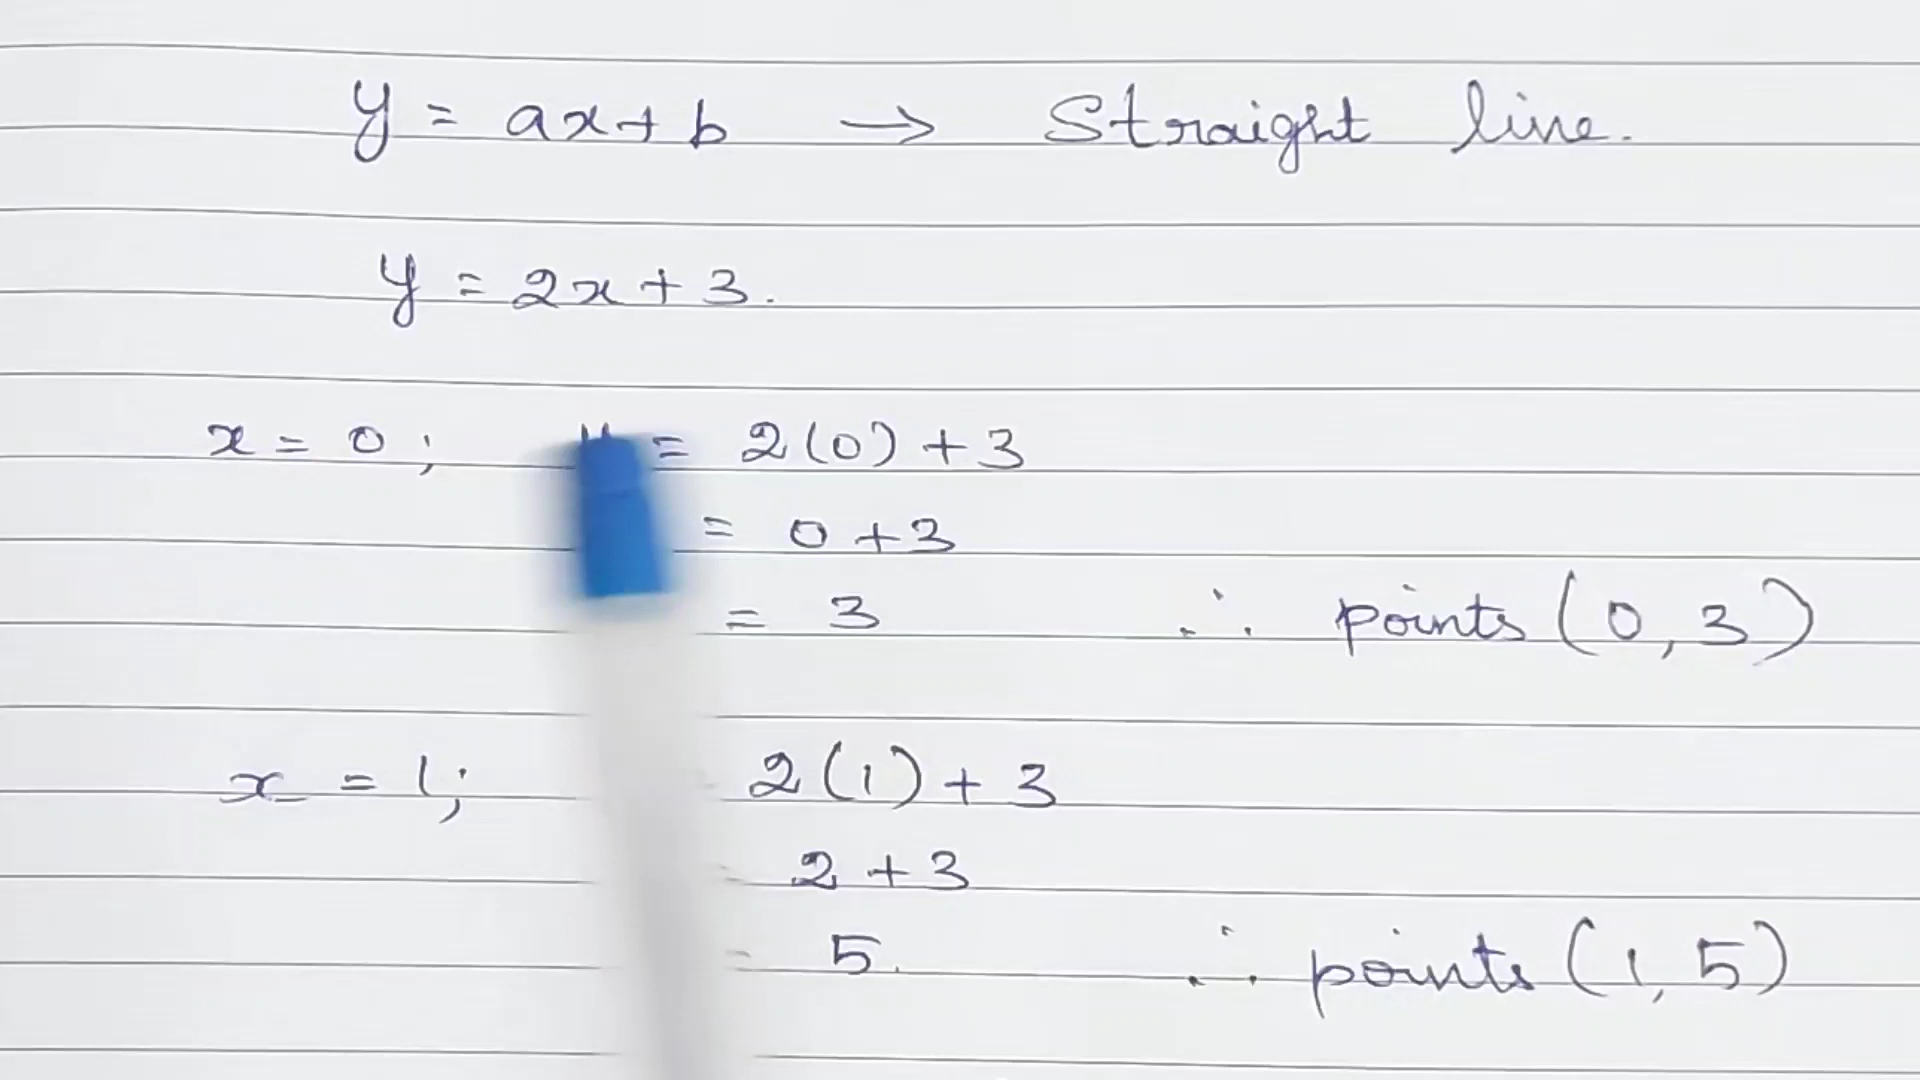 y = ax + b → Straight line.
y = 2x + 3.
x = 0; y = 2(0) + 3
= 0 + 3
= 3 ∴ points (0, 3)
x = 1; 2(1) + 3
= 2 + 3
= 5. ∴ points (1, 5)